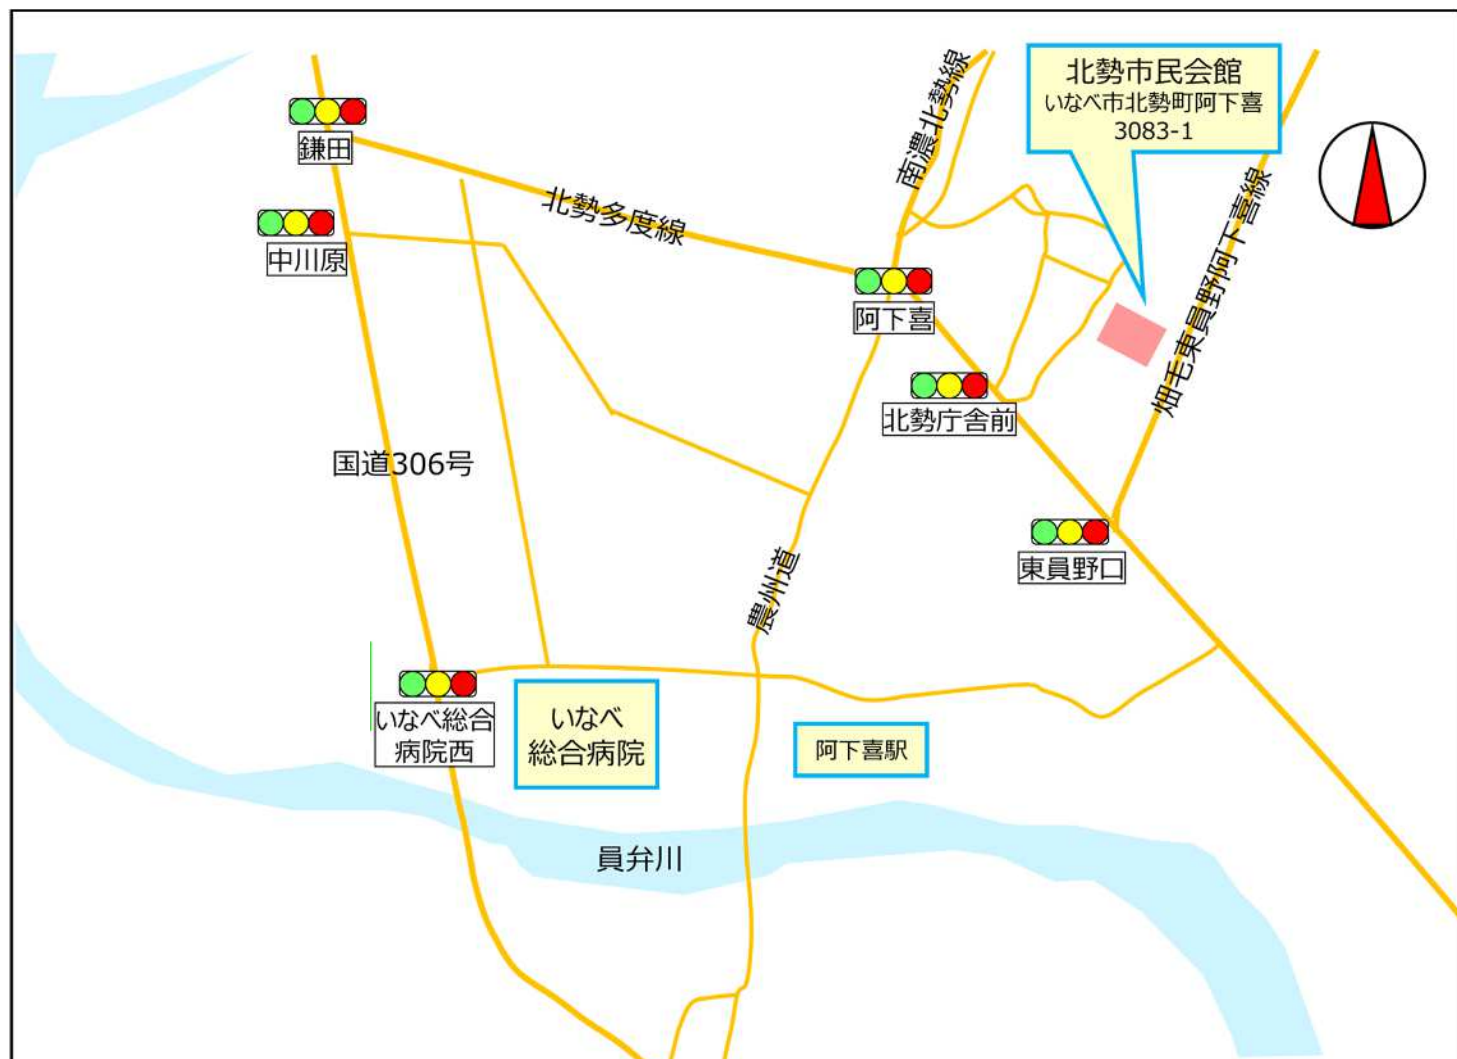 北勢市民会館
いなべ市北勢町阿下喜
3083-1
南濃北勢線
鎌田
北勢多度線
畑毛東員野阿下喜線
中川原
阿下喜
北勢庁舎前
国道306号
東員野口
農州道
いなべ総合
病院西
いなべ
総合病院
阿下喜駅
員弁川